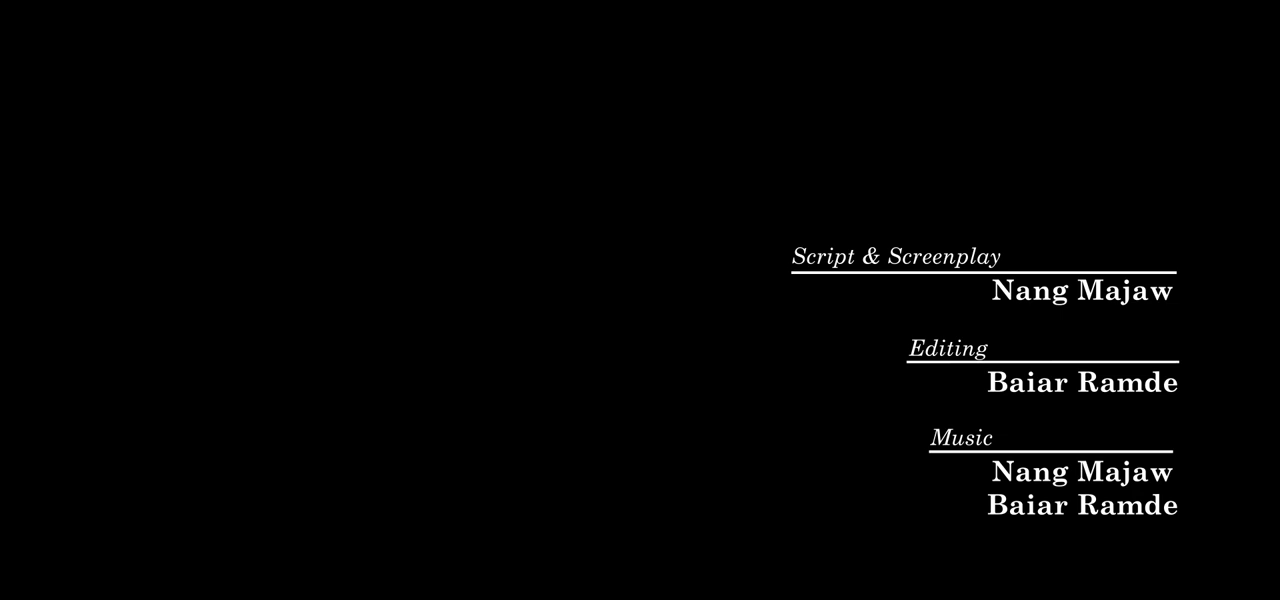 Script & Screenplay
Nang Majaw
Editing
Baiar Ramde
Music
Nang Majaw
Baiar Ramde